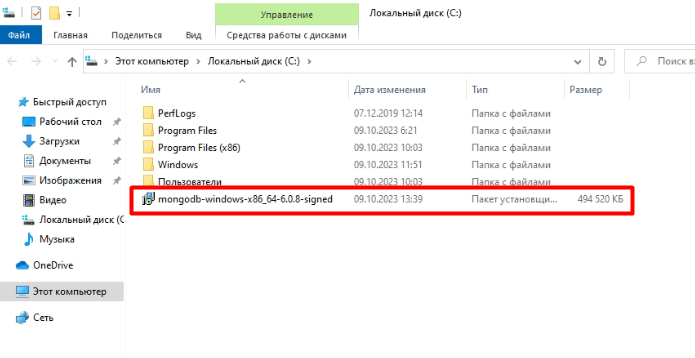 Управление
Локальный диск (C:)
Файл
Главная
Поделиться
Вид
Средства работы с дисками
Этот компьютер
Локальный диск (C:)
Поиск
Имя
Дата изменения
Тип
Размер
PerfLogs
07.12.2019 12:14
Папка с файлами
Program Files
09.10.2023 6:21
Папка с файлами
Program Files (x86)
09.10.2023 10:03
Папка с файлами
Windows
09.10.2023 11:51
Папка с файлами
Пользователи
09.10.2023 10:03
Папка с файлами
mongodb-windows-x86_64-6.0.8-signed
09.10.2023 13:39
Пакет установщи...
494 520 КБ
Быстрый доступ
Рабочий стол
Загрузки
Документы
Изображения
Видео
Локальный диск (C
Музыка
OneDrive
Этот компьютер
Сеть